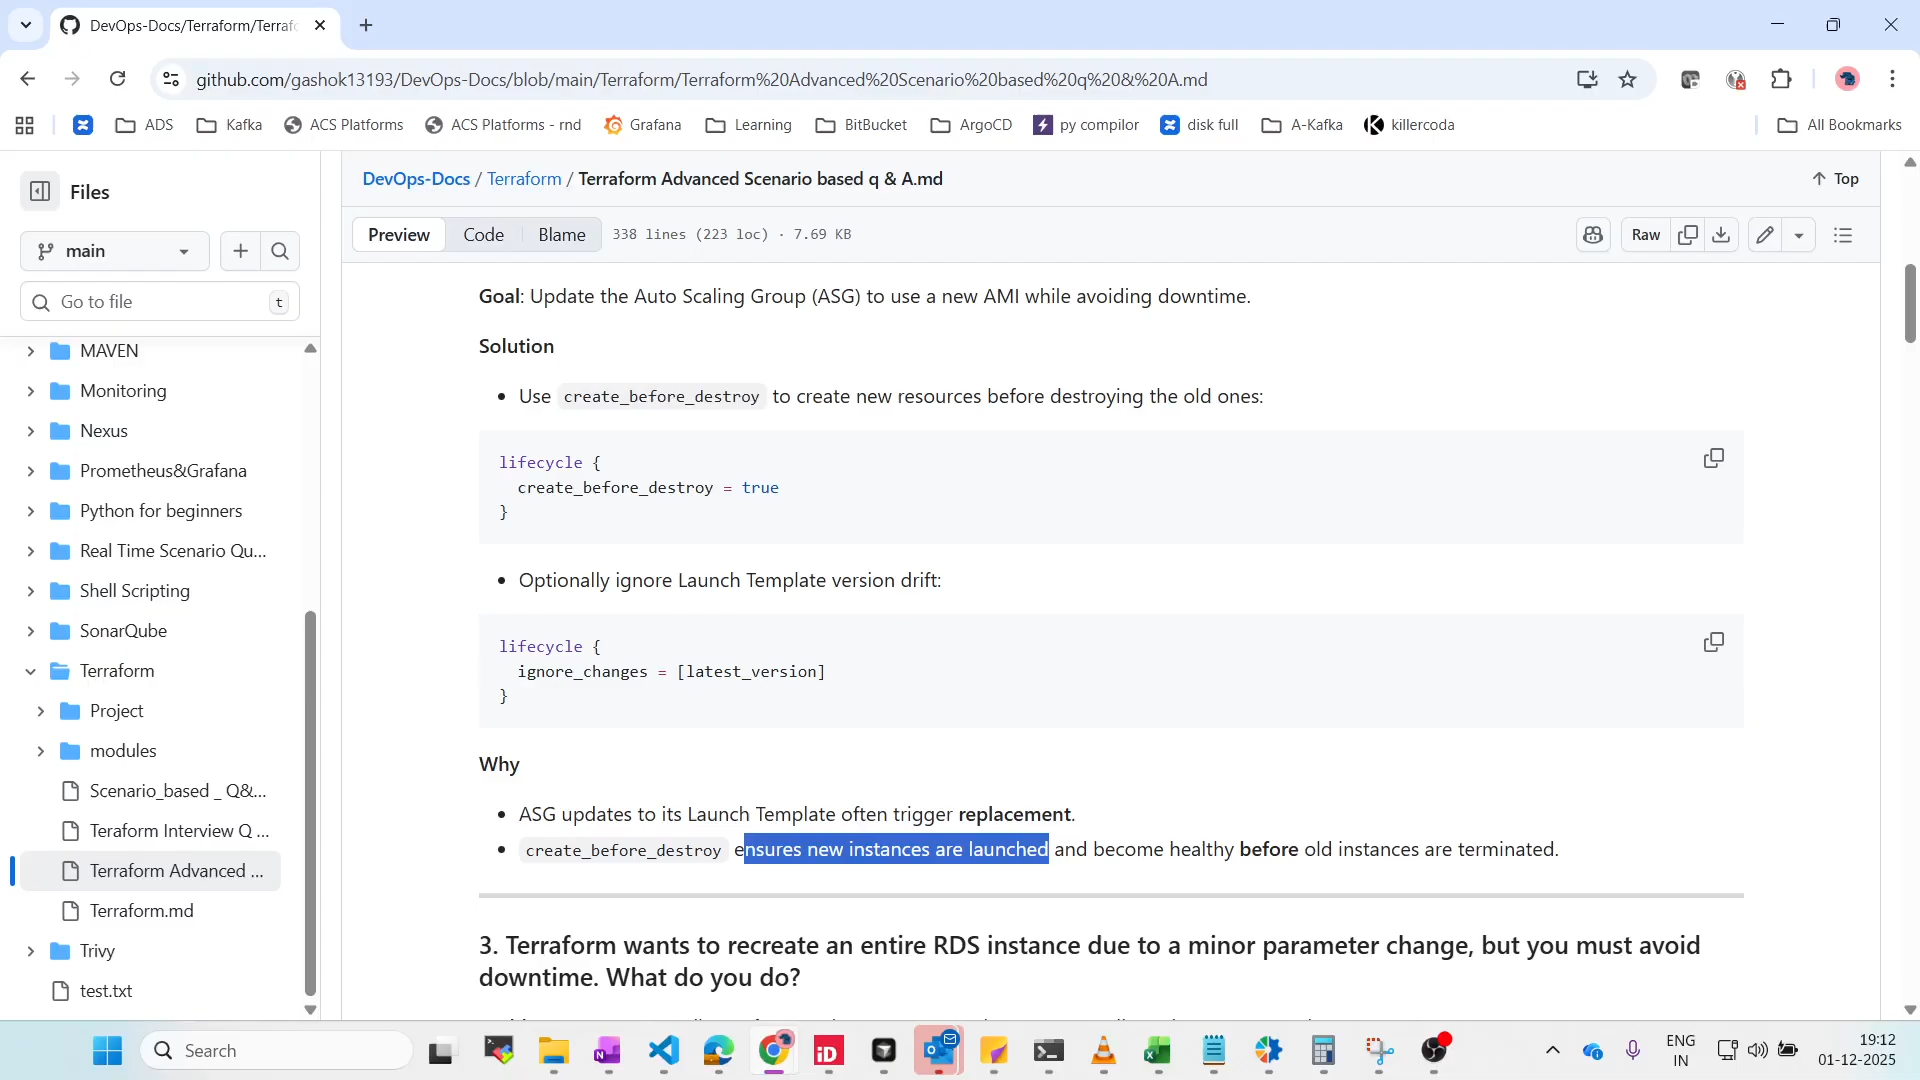 DevOps-Docs/Terraform/Terrafo
github.com/gashok13193/DevOps-Docs/blob/main/Terraform/Terraform%20Advanced%20Scenario%20based%20q%20&%20A.md
ADS
Kafka
ACS Platforms
ACS Platforms - rnd
Grafana
Learning
BitBucket
ArgoCD
py compilor
disk full
A-Kafka
killercoda
All Bookmarks
Files
main
Go to file
t
MAVEN
Monitoring
Nexus
Prometheus&Grafana
Python for beginners
Real Time Scenario Qu...
Shell Scripting
SonarQube
Terraform
Project
modules
Scenario_based _ Q&...
Teraform Interview Q ...
Terraform Advanced ...
Terraform.md
Trivy
test.txt
DevOps-Docs / Terraform / Terraform Advanced Scenario based q & A.md
Top
Preview
Code
Blame
338 lines (223 loc) · 7.69 KB
Raw
Goal: Update the Auto Scaling Group (ASG) to use a new AMI while avoiding downtime.
Solution
• Use create_before_destroy to create new resources before destroying the old ones:
lifecycle {
create_before_destroy = true
}
• Optionally ignore Launch Template version drift:
lifecycle {
ignore_changes = [latest_version]
}
Why
• ASG updates to its Launch Template often trigger replacement.
• create_before_destroy ensures new instances are launched and become healthy before old instances are terminated.
3. Terraform wants to recreate an entire RDS instance due to a minor parameter change, but you must avoid
downtime. What do you do?
Search
ENG
IN
19:12
01-12-2025